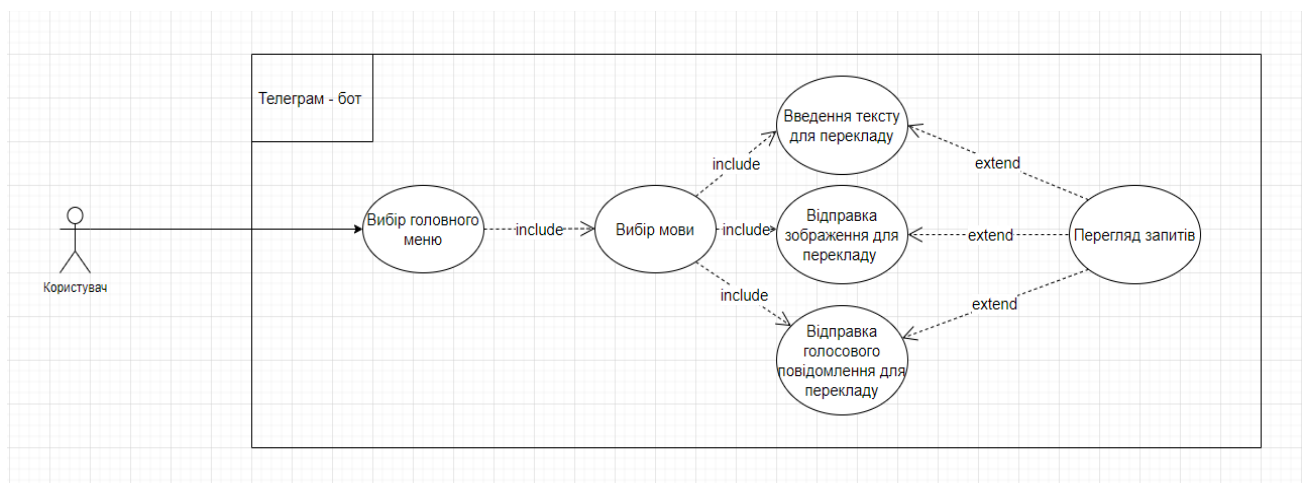 Телеграм - бот
Користувач
Вибір головного
меню
include
Вибір мови
include
include
include
Введення тексту
для перекладу
Відправка
зображення для
перекладу
Відправка
голосового
повідомлення для
перекладу
extend
extend
extend
Перегляд запитів